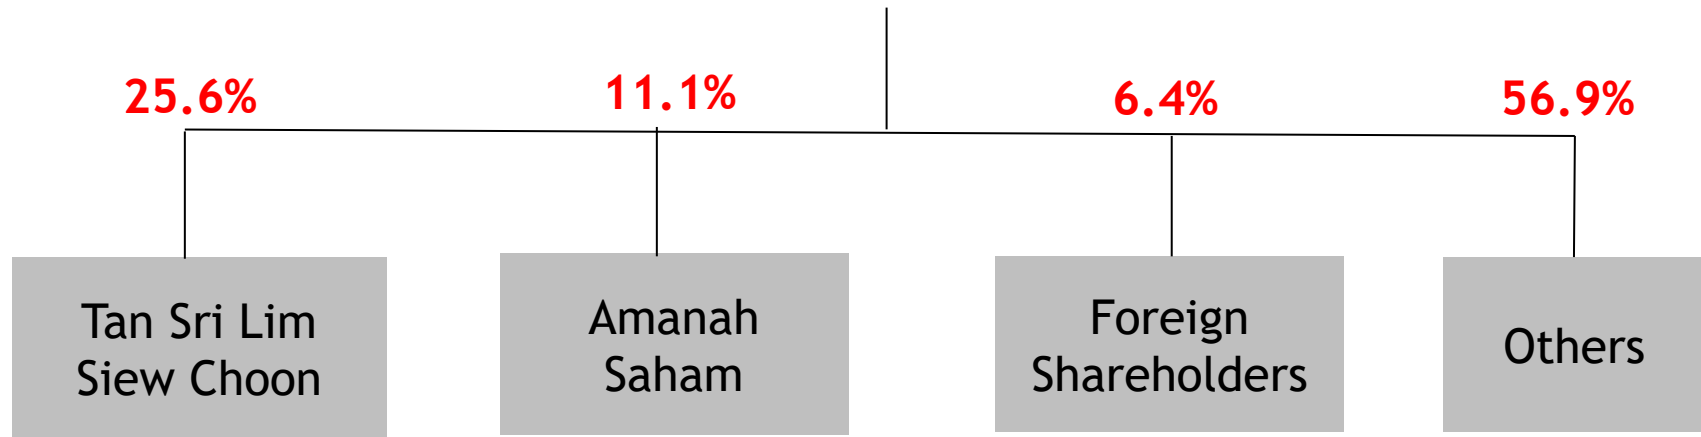 25.6%
11.1%
6.4%
56.9%
Tan Sri Lim
Siew Choon
Amanah
Saham
Foreign
Shareholders
Others